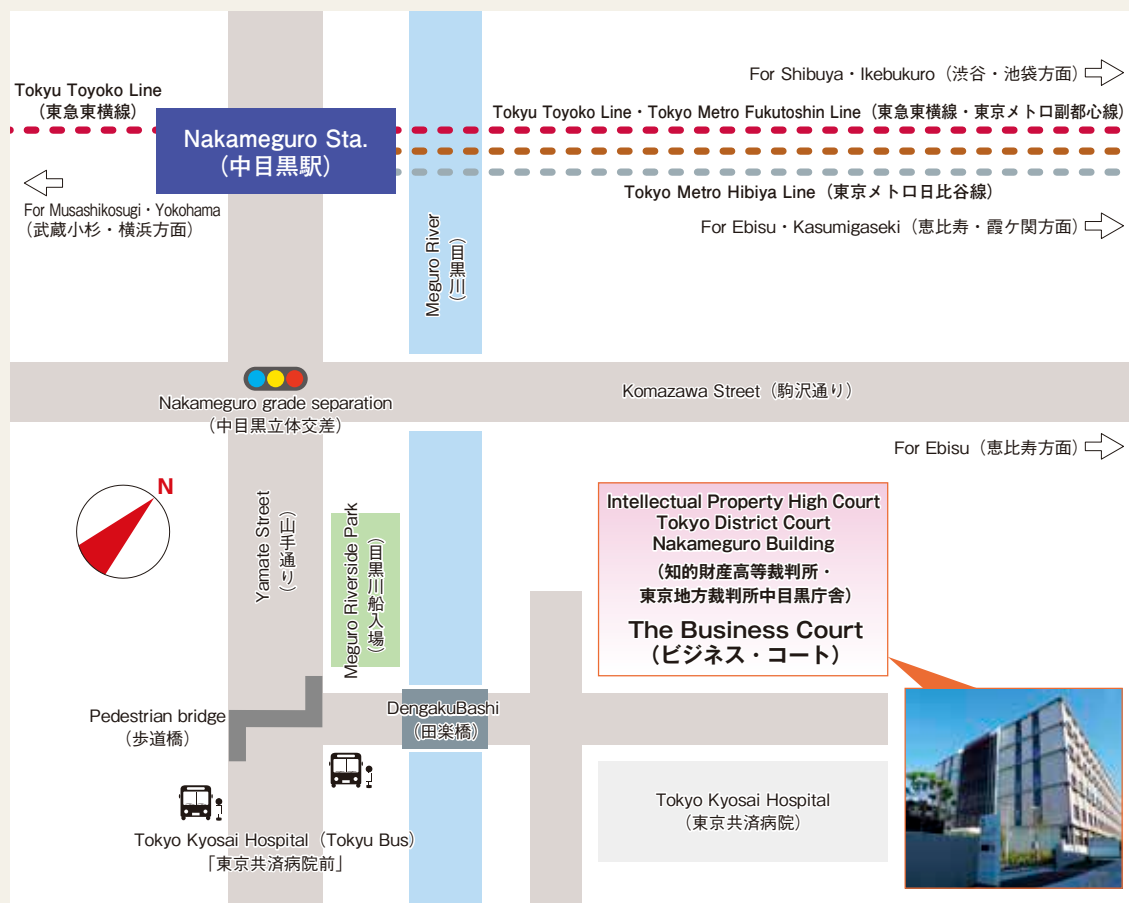 For Shibuya・Ikebukuro（渋谷・池袋方面）
Tokyu Toyoko Line
（東急東横線）
Tokyu Toyoko Line・Tokyo Metro Fukutoshin Line（東急東横線・東京メトロ副都心線）
Nakameguro Sta.
（中目黒駅）
Tokyo Metro Hibiya Line（東京メトロ日比谷線）
For Musashikosugi・Yokohama
（武蔵小杉・横浜方面）
For Ebisu・Kasumigaseki（恵比寿・霞ケ関方面）
Meguro River
（目黒川）
Komazawa Street（駒沢通り）
Nakameguro grade separation
（中目黒立体交差）
For Ebisu（恵比寿方面）
N
Yamate Street
（山手通り）
Meguro Riverside Park
（目黒川船入場）
Intellectual Property High Court
Tokyo District Court
Nakameguro Building
（知的財産高等裁判所・
東京地方裁判所中目黒庁舎）
The Business Court
（ビジネス・コート）
Pedestrian bridge
（歩道橋）
DengakuBashi
（田楽橋）
Tokyo Kyosai Hospital
（東京共済病院）
Tokyo Kyosai Hospital（Tokyu Bus）
「東京共済病院前」